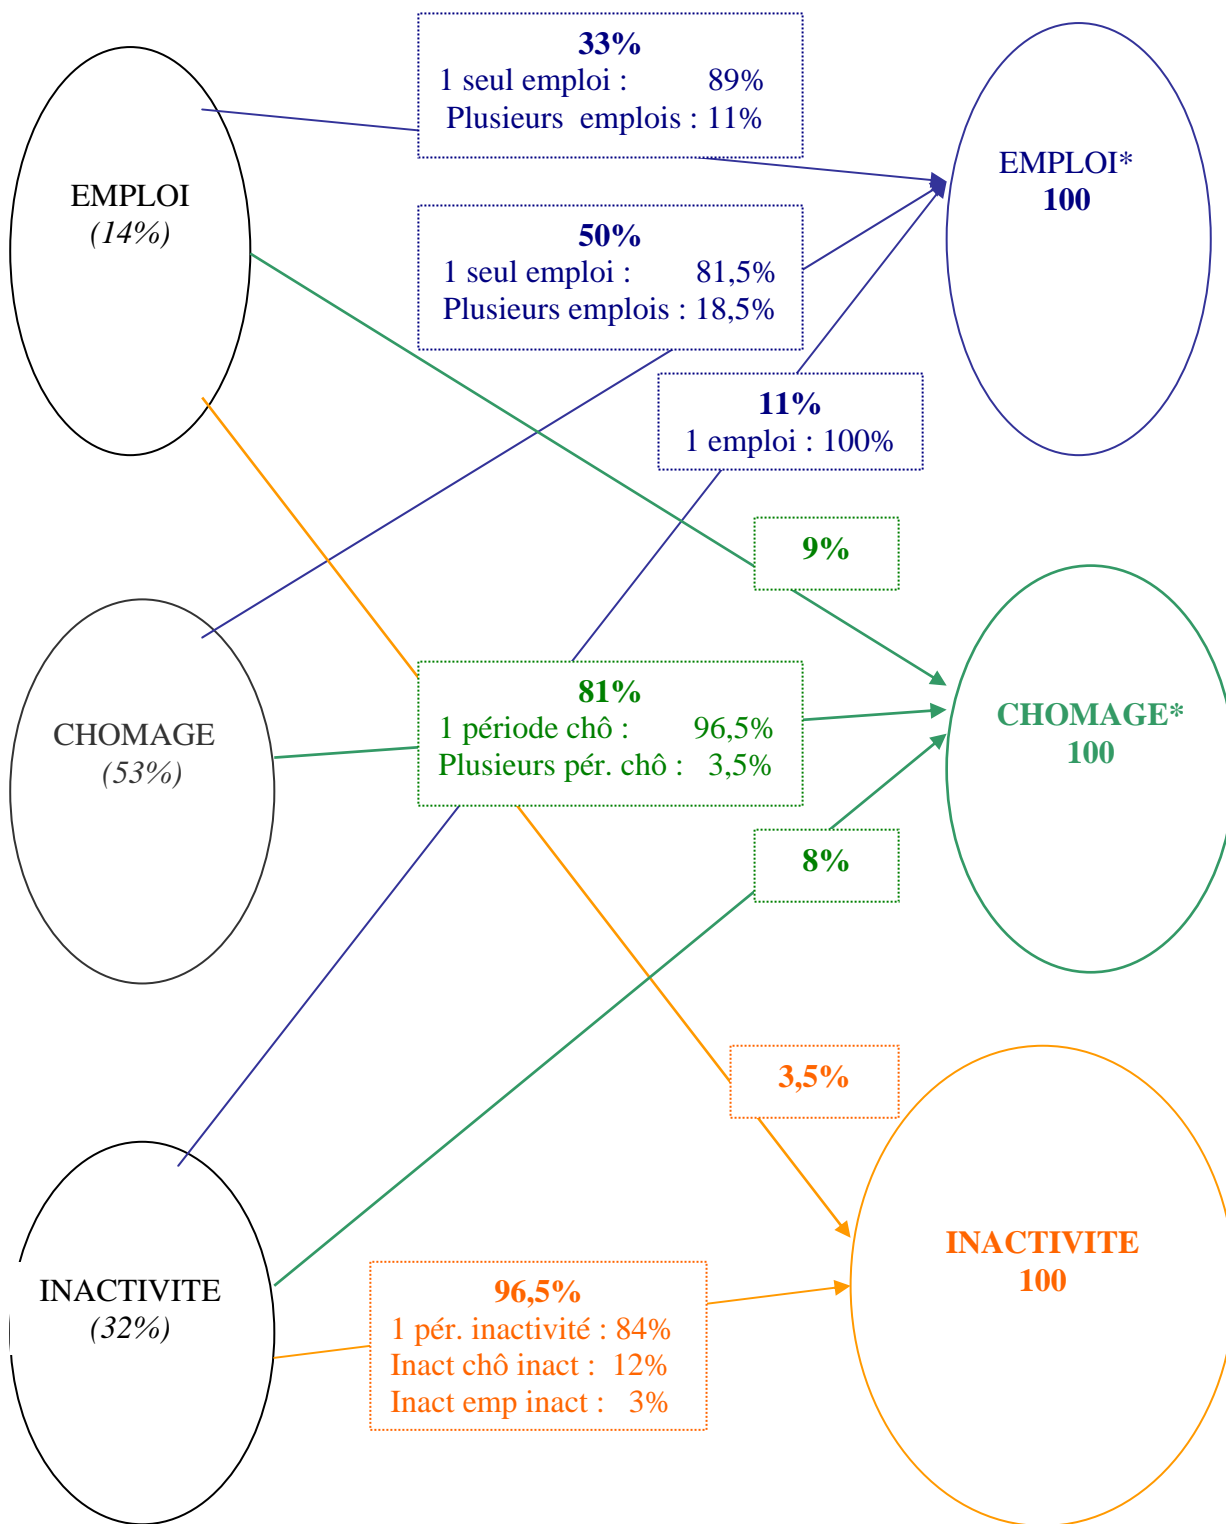 33%
1 seul emploi : 89%
Plusieurs emplois : 11%
EMPLOI
(14%)
EMPLOI*
100
50%
1 seul emploi : 81,5%
Plusieurs emplois : 18,5%
11%
1 emploi : 100%
9%
CHOMAGE
(53%)
81%
1 période chô : 96,5%
Plusieurs pér. chô : 3,5%
CHOMAGE*
100
8%
3,5%
INACTIVITE
(32%)
96,5%
1 pér. inactivité : 84%
Inact chô inact : 12%
Inact emp inact : 3%
INACTIVITE
100